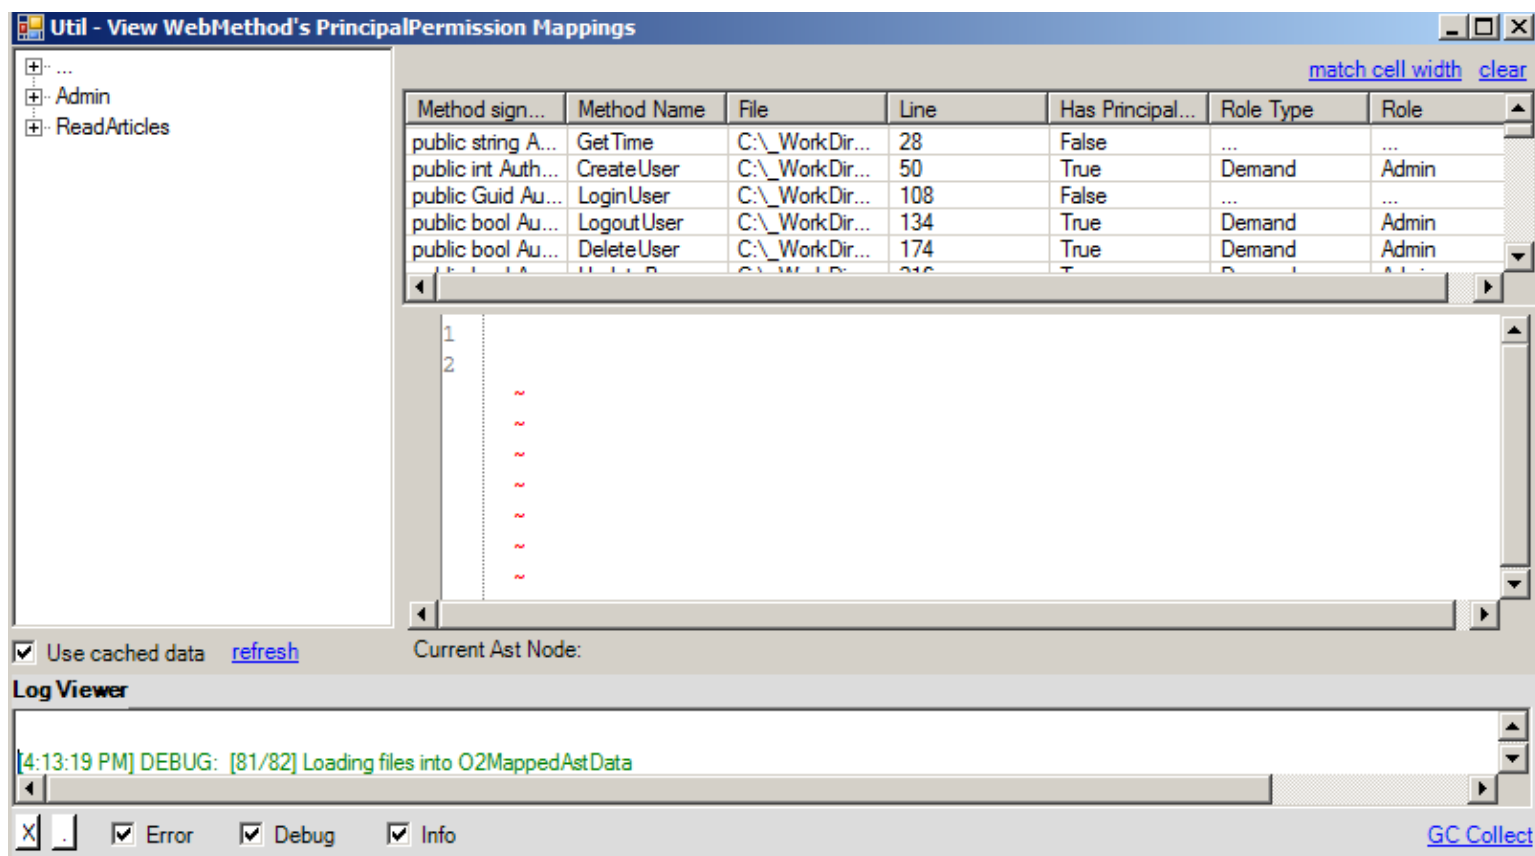 Util - View WebMethod's PrincipalPermission Mappings
...
Admin
ReadArticles
match cell width clear
Method sign... Method Name File Line Has Principal... Role Type Role
public string A... GetTime C:\_WorkDir... 28 False ... ...
public int Auth... CreateUser C:\_WorkDir... 50 True Demand Admin
public Guid Au... LoginUser C:\_WorkDir... 108 False ... ...
public bool Au... LogoutUser C:\_WorkDir... 134 True Demand Admin
public bool Au... DeleteUser C:\_WorkDir... 174 True Demand Admin
1
2
~
~
~
~
~
~
~
Use cached data refresh
Current Ast Node:
Log Viewer
[4:13:19 PM] DEBUG: [81/82] Loading files into O2MappedAstData
X . Error Debug Info GC Collect